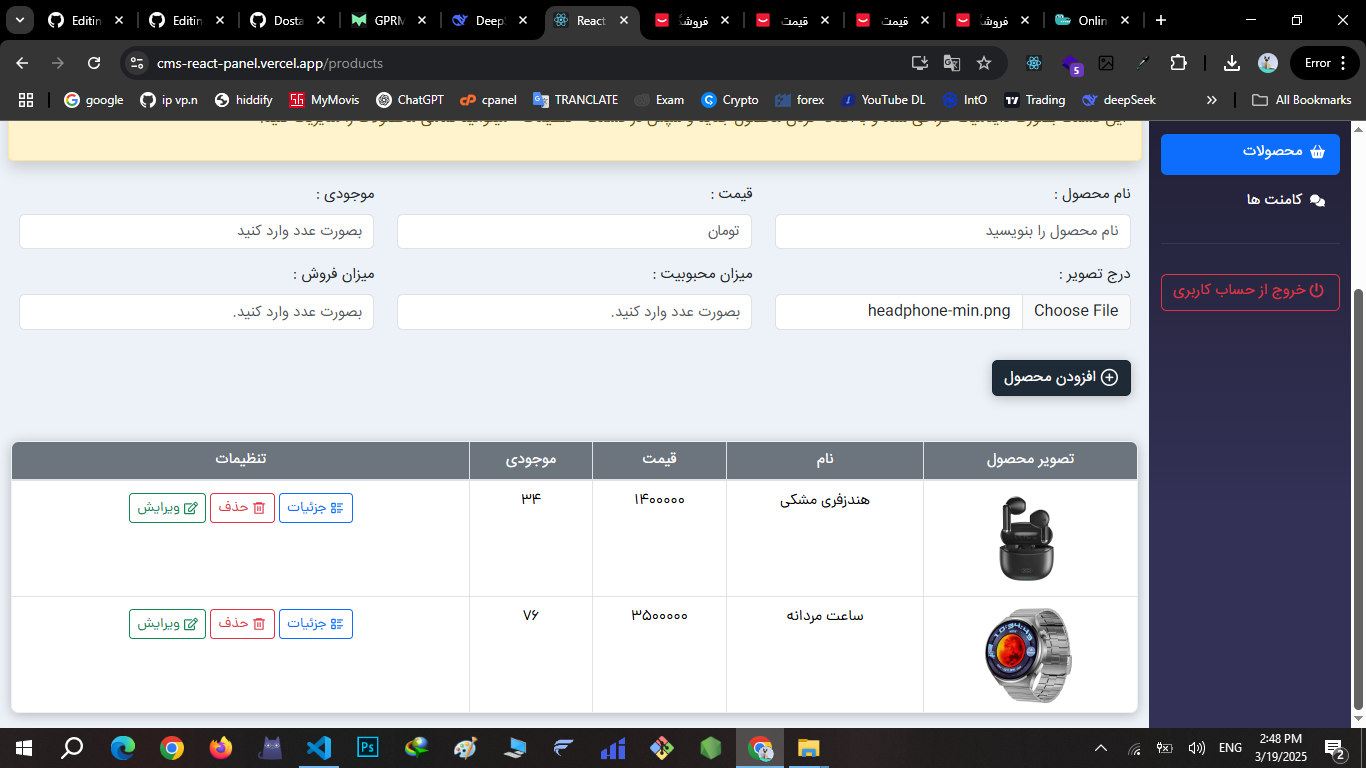 Editin
Editin
Dosta
GPRM
DeepS
React
فروشگ
قیمت
قیمت
فروشگ
Onlin
cms-react-panel.vercel.app/products
5
Error
google
ip vp.n
hiddify
MyMovis
ChatGPT
cpanel
TRANCLATE
Exam
Crypto
forex
YouTube DL
IntO
Trading
deepSeek
»
All Bookmarks
محصولات
کامنت ها
خروج از حساب کاربری
نام محصول :
قیمت :
موجودی :
نام محصول را بنویسید
تومان
بصورت عدد وارد کنید
درج تصویر :
میزان محبوبیت :
میزان فروش :
Choose File headphone-min.png
بصورت عدد وارد کنید.
بصورت عدد وارد کنید.
افزودن محصول
تصویر محصول نام قیمت موجودی تنظیمات
هندزفری مشکی ۱۴۰۰۰۰۰ ۳۴ جزئیات حذف ویرایش
ساعت مردانه ۳۵۰۰۰۰۰ ۷۶ جزئیات حذف ویرایش
Ps
ENG
2:48 PM
3/19/2025
2